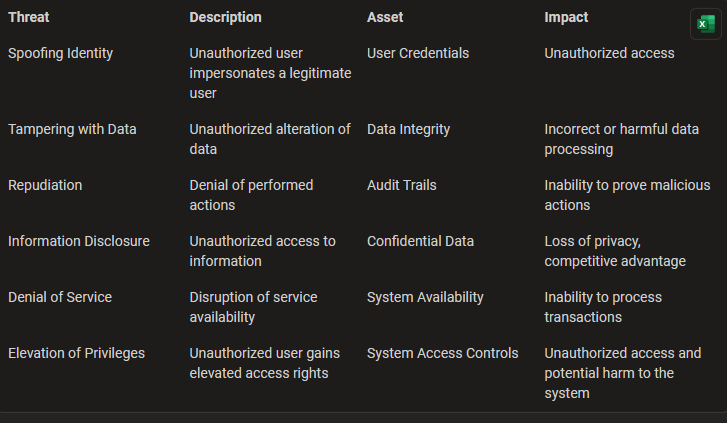 Threat Description Asset Impact
Spoofing Identity Unauthorized user User Credentials Unauthorized access
impersonates a legitimate
user
Tampering with Data Unauthorized alteration of Data Integrity Incorrect or harmful data
data processing
Repudiation Denial of performed Audit Trails Inability to prove malicious
actions actions
Information Disclosure Unauthorized access to Confidential Data Loss of privacy,
information competitive advantage
Denial of Service Disruption of service System Availability Inability to process
availability transactions
Elevation of Privileges Unauthorized user gains System Access Controls Unauthorized access and
elevated access rights potential harm to the
system